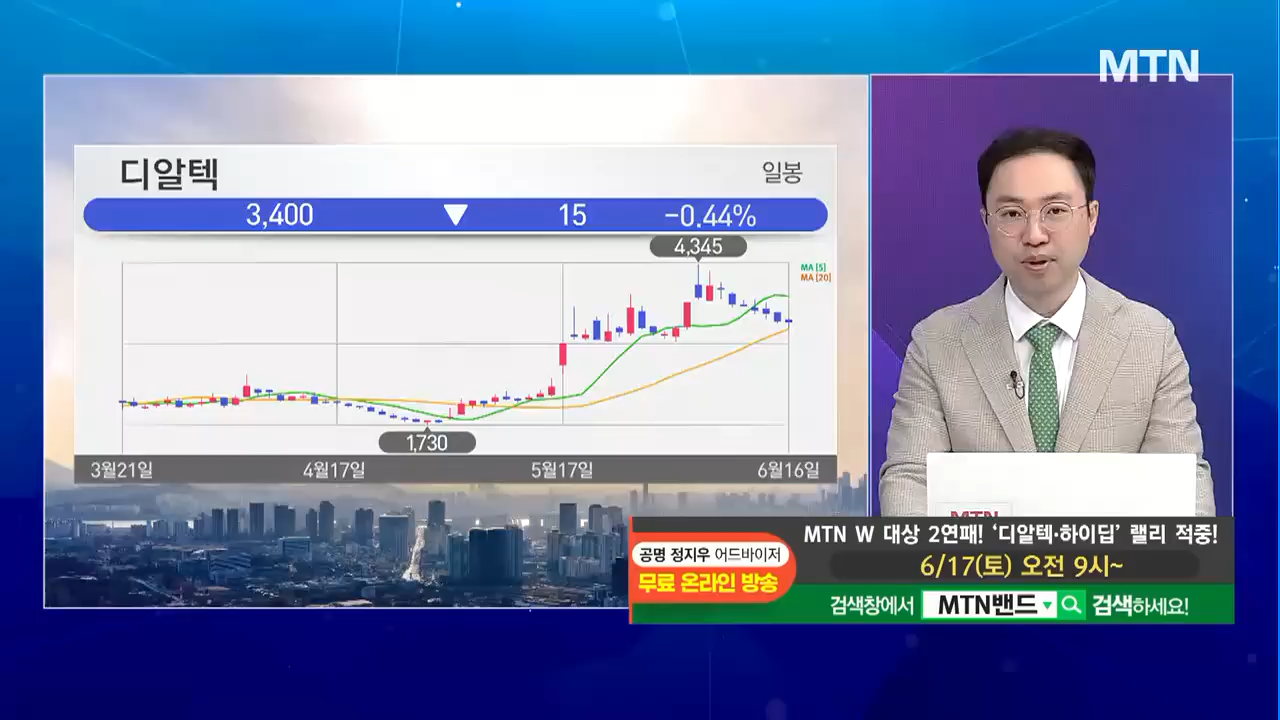 MTN
디알텍
일봉
3,400 ▼ 15 -0.44%
4,345
MA [5]
MA [20]
1,730
3월21일 4월17일 5월17일 6월16일
MTN
MTN W 대상 2연패! ‘디알텍·하이딥’ 랠리 적중!
공명 정지우 어드바이저
무료 온라인 방송
6/17(토) 오전 9시~
검색창에서 MTN밴드 검색하세요!